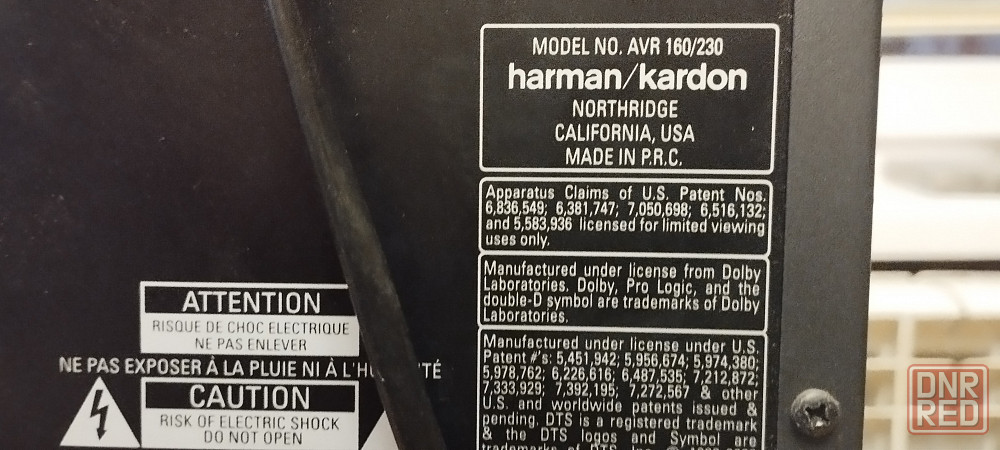 MODEL NO. AVR 160/230
harman/kardon
NORTHRIDGE
CALIFORNIA, USA
MADE IN P.R.C.
Apparatus Claims of U.S. Patent Nos.
6,836,549; 6,381,747; 7,050,698; 6,516,132;
and 5,583,936 licensed for limited viewing
uses only.
Manufactured under license from Dolby
Laboratories. Dolby, Pro Logic, and the
double-D symbol are trademarks of Dolby
Laboratories.
Manufactured under license under U.S.
Patent #'s: 5,451,942; 5,956,674; 5,974,380;
5,978,762; 6,226,616; 6,487,535; 7,212,872;
7,333,929; 7,392,195; 7,272,567 & other
U.S. and worldwide patents issued &
pending. DTS is a registered trademark
& the DTS logos and Symbol are
trademarks of DTS, Inc.
ATTENTION
RISQUE DE CHOC ELECTRIQUE
NE PAS ENLEVER
NE PAS EXPOSER À LA PLUIE NI À
CAUTION
RISK OF ELECTRIC SHOCK
DO NOT OPEN
DNR
RED